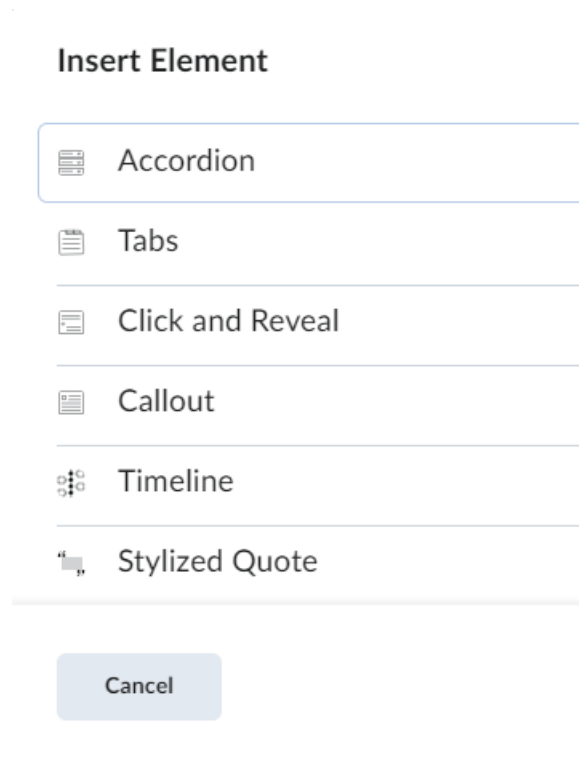 Insert Element
Accordion
Tabs
Click and Reveal
Callout
Timeline
Stylized Quote
Cancel